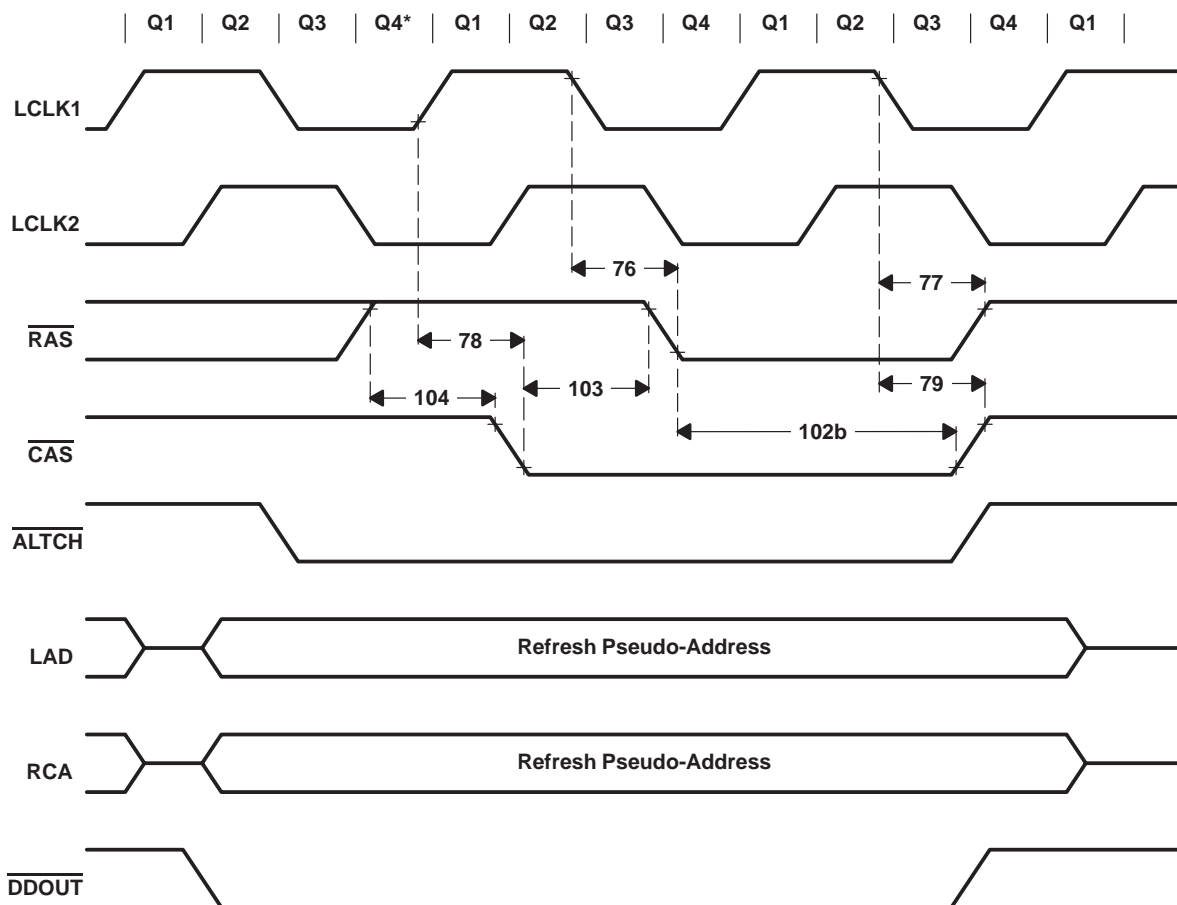 Q1 Q2 Q3 Q4* Q1 Q2 Q3 Q4 Q1 Q2 Q3 Q4 Q1
LCLK1
LCLK2
76
77
RAS
78
79
104
103
CAS
102b
ALTCH
LAD
Refresh Pseudo-Address
RCA
Refresh Pseudo-Address
DDOUT